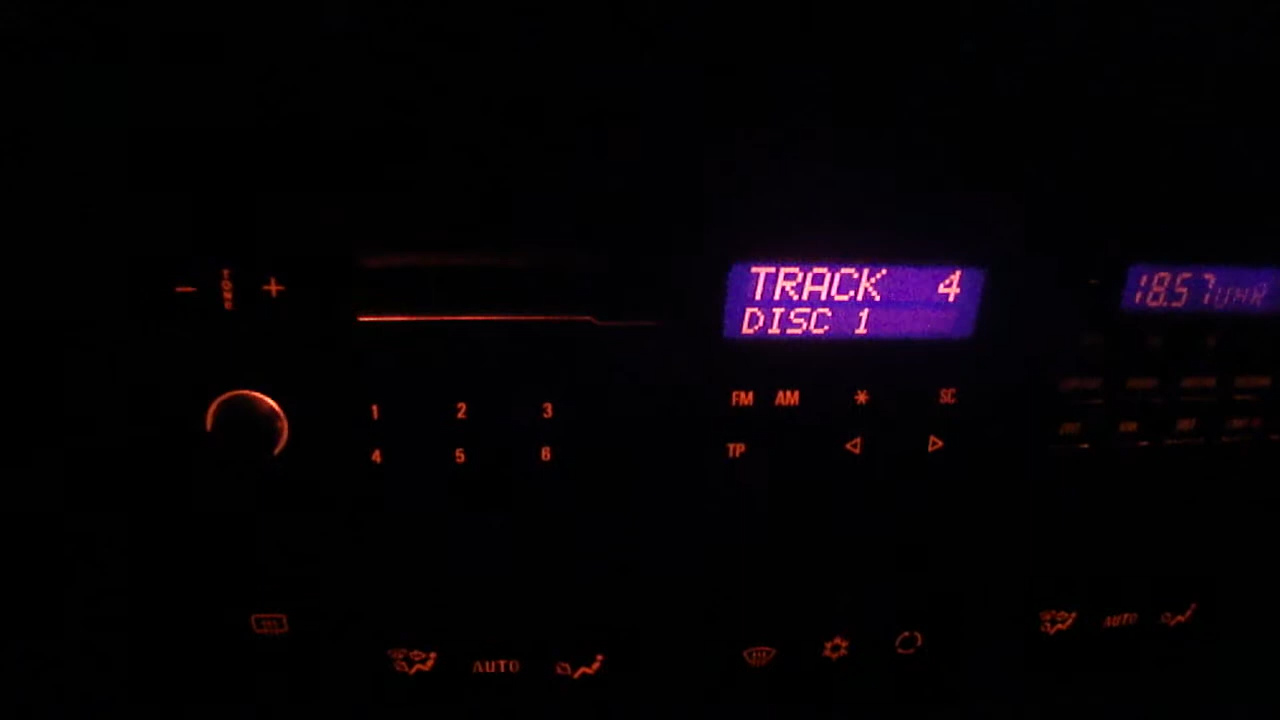 - TONE +
TRACK 4
DISC 1
18.57 UHR
1 2 3
FM AM * SC
4 5 6
TP
AUTO
AUTO